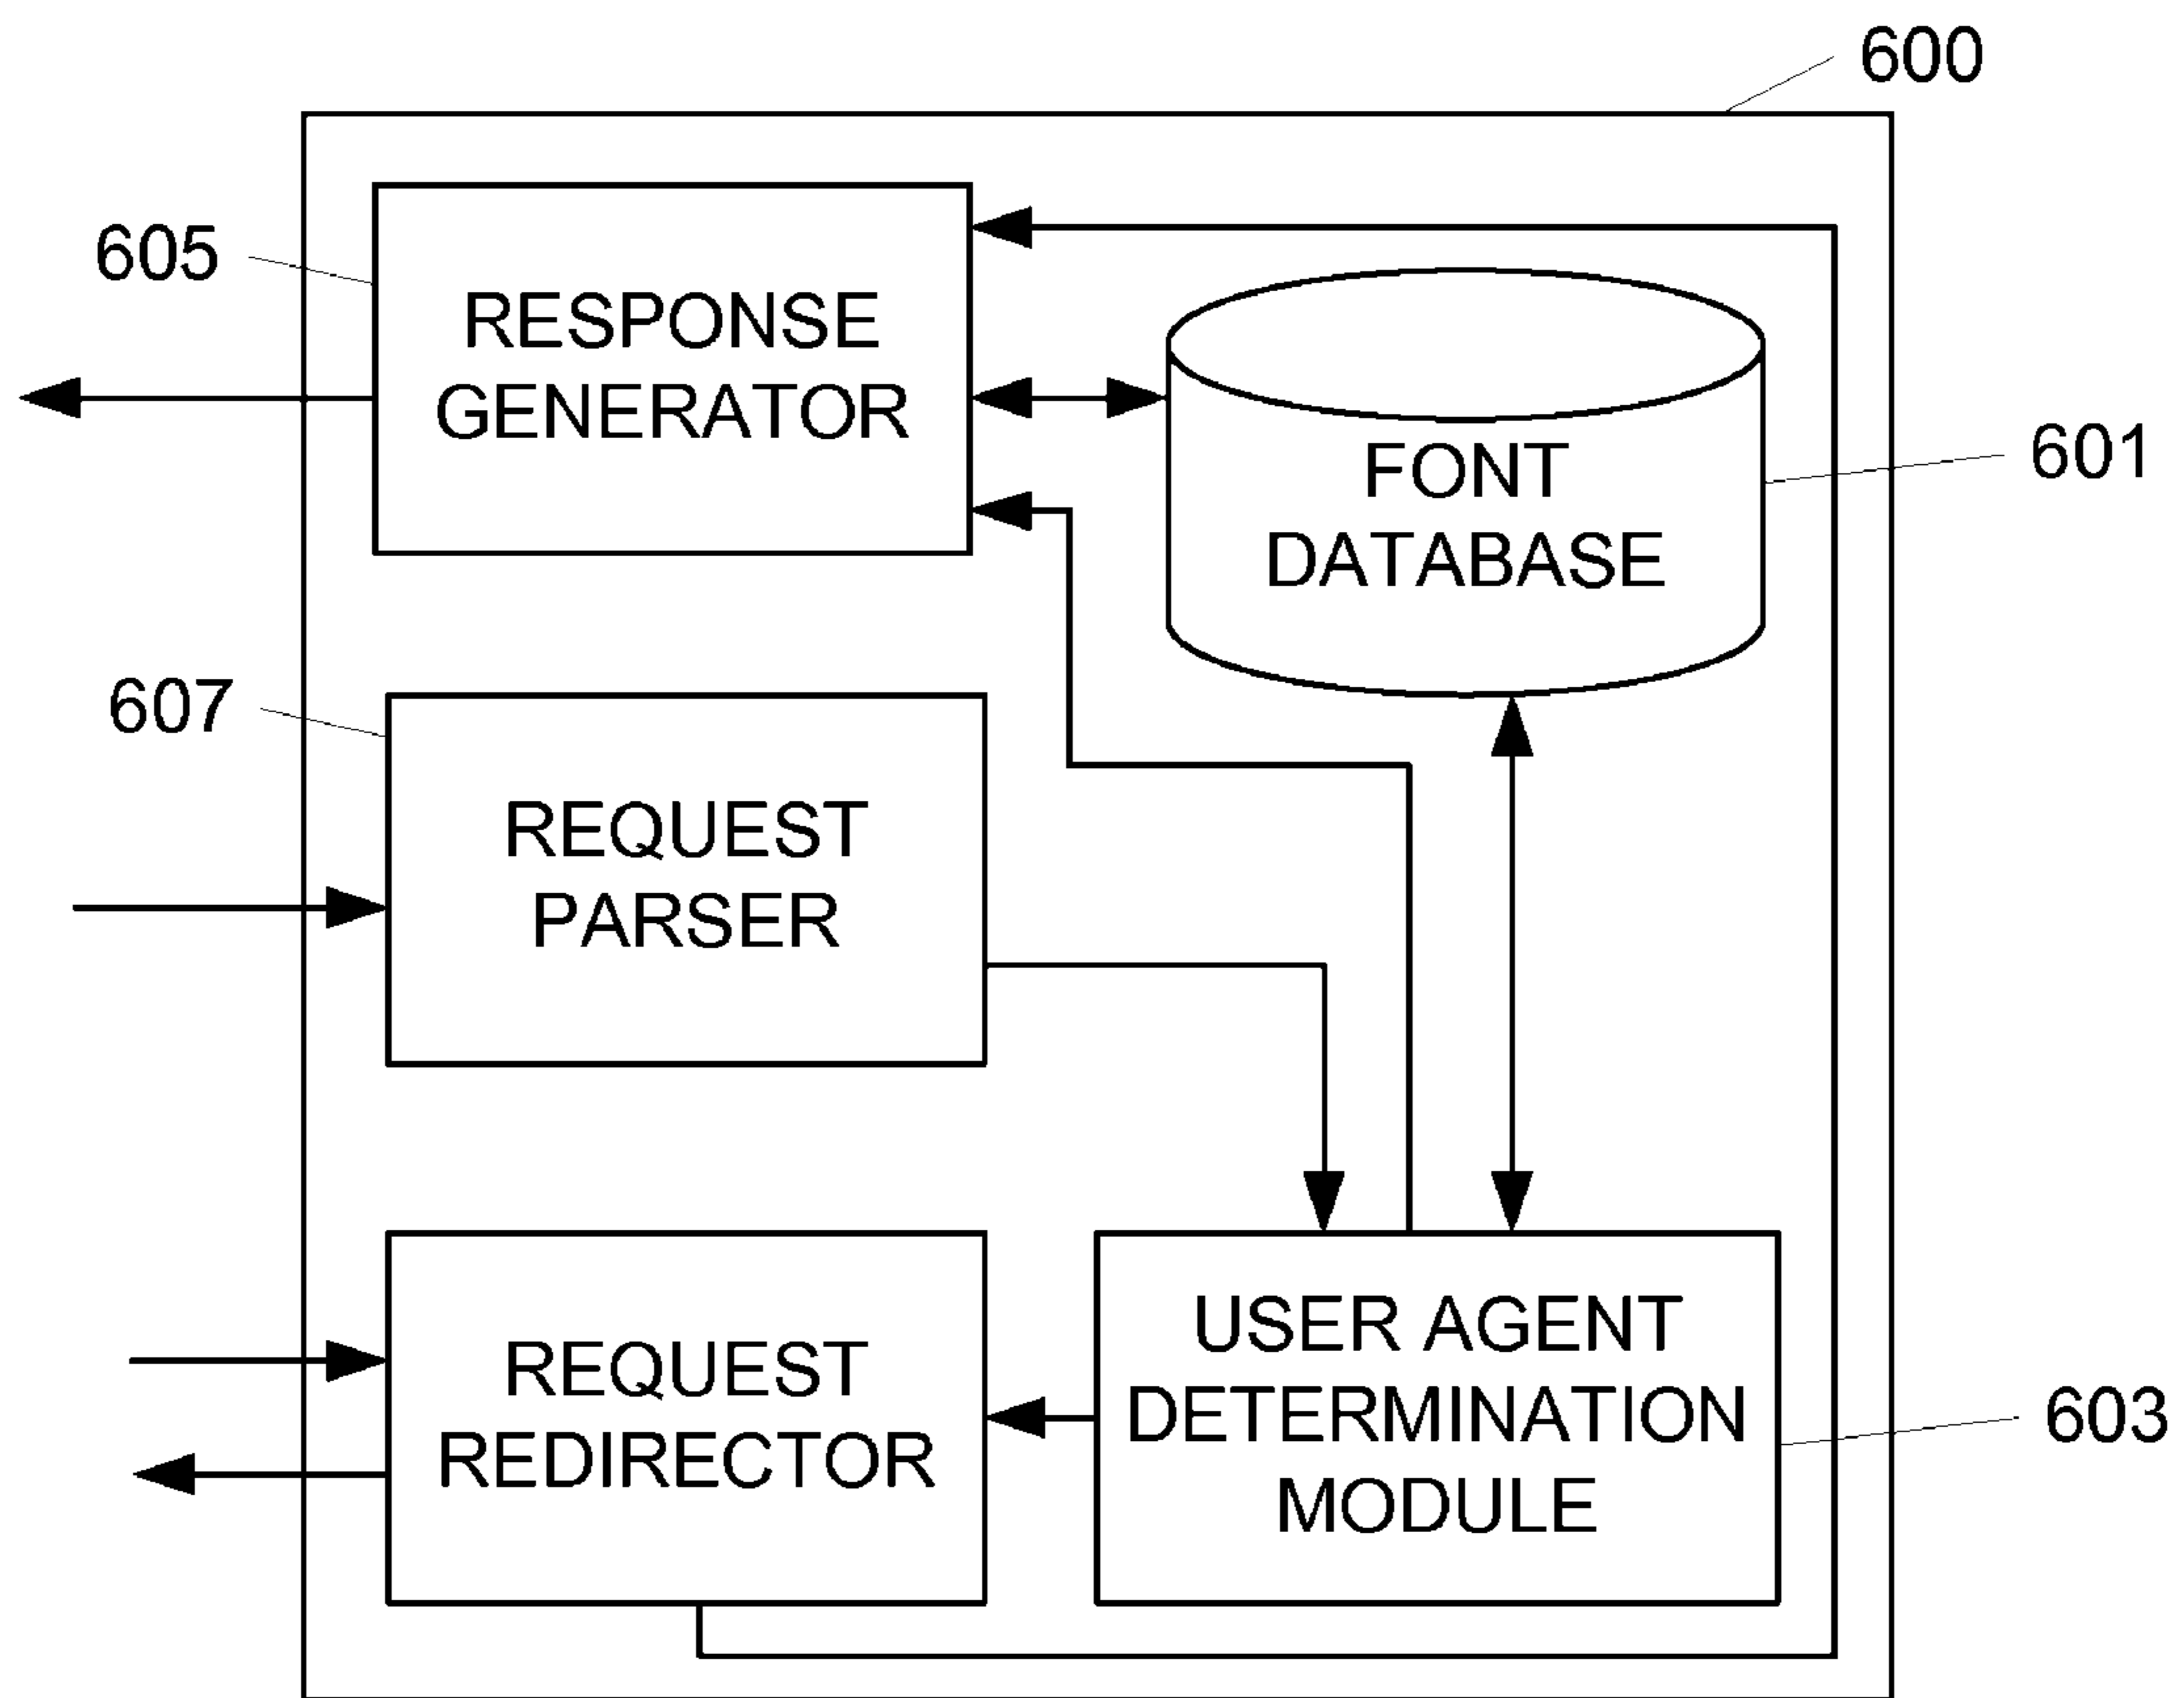 600
605
RESPONSE
GENERATOR
601
FONT
DATABASE
607
REQUEST
PARSER
REQUEST
REDIRECTOR
USER AGENT
DETERMINATION
MODULE
603